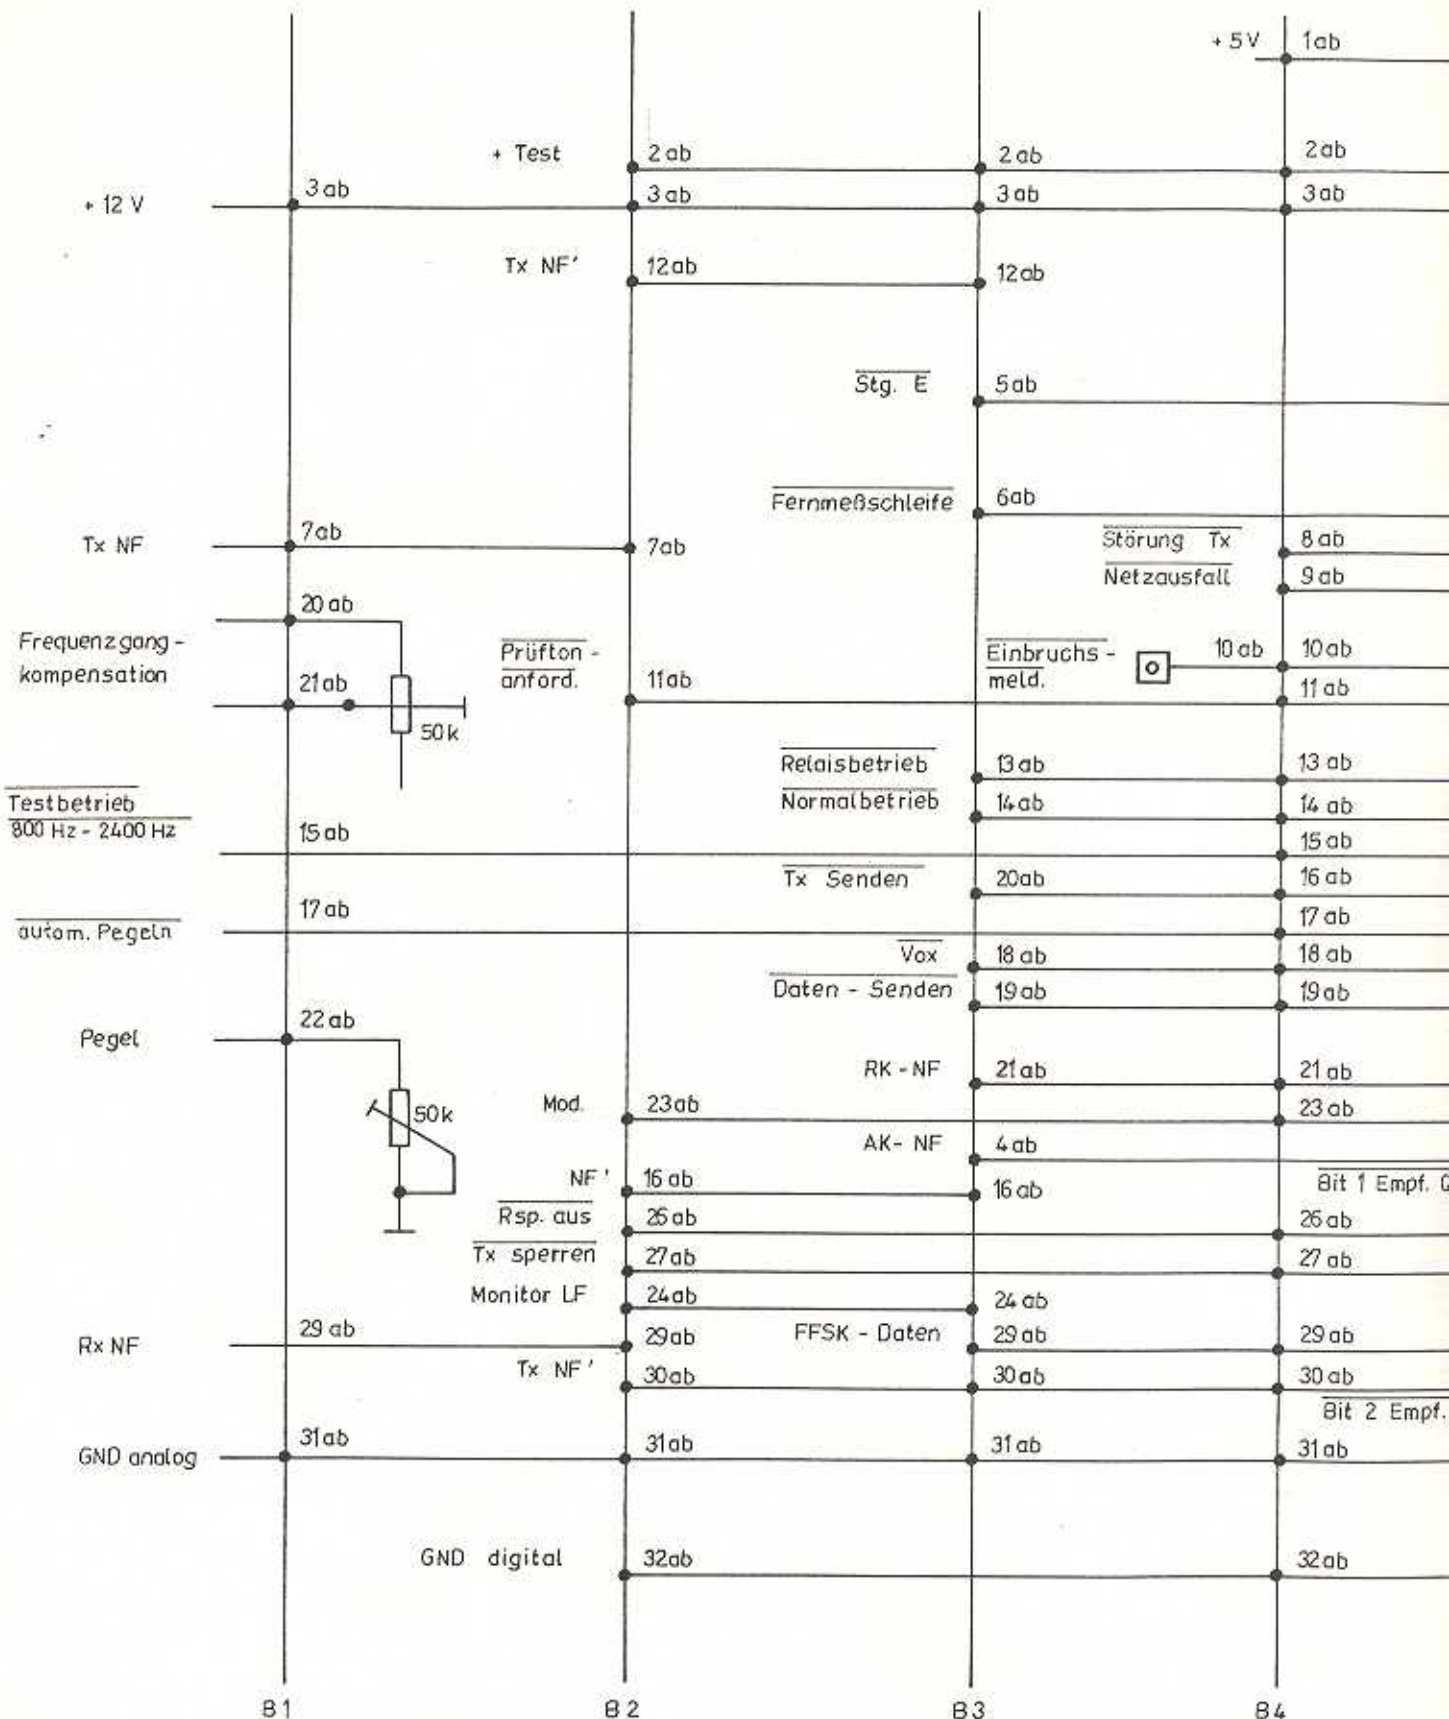 + 5V 1ab
+ Test 2ab 2ab 2ab
+ 12 V 3ab 3ab 3ab 3ab
Tx NF' 12ab 12ab
Stg. E 5ab
Fernmeßschleife 6ab
Tx NF 7ab 7ab
Störung Tx 8ab
Netzausfall 9ab
20ab
Frequenzgang-
kompensation
21ab
50k
Prüfton-
anford.
11ab
Einbruchs-
meld.
10ab 10ab
11ab
Relaisbetrieb 13ab 13ab
Normalbetrieb 14ab 14ab
Testbetrieb
800 Hz - 2400 Hz
15ab 15ab
Tx Senden 20ab 16ab
autom. Pegeln 17ab 17ab
Vox 18ab 18ab
Daten - Senden 19ab 19ab
Pegel 22ab
50k
RK-NF 21ab 21ab
Mod. 23ab 23ab
AK-NF 4ab
NF' 16ab 16ab
Bit 1 Empf.
Rsp. aus 26ab
Tx sperren 27ab 27ab
Monitor LF 24ab 24ab
Rx NF 29ab 29ab
FFSK - Daten 29ab 29ab
Tx NF' 30ab 30ab 30ab
Bit 2 Empf.
GND analog 31ab 31ab 31ab 31ab
GND digital 32ab 32ab
B1 B2 B3 B4